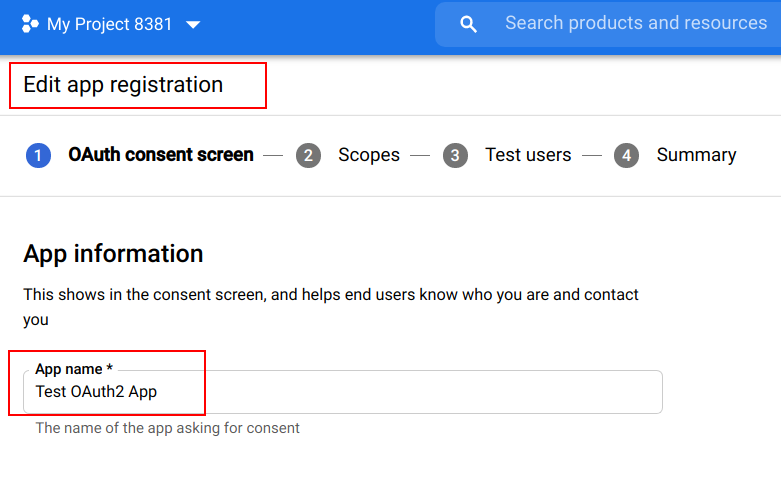 My Project 8381
Search products and resources
Edit app registration
1 OAuth consent screen 2 Scopes 3 Test users 4 Summary
App information
This shows in the consent screen, and helps end users know who you are and contact
you
App name *
Test OAuth2 App
The name of the app asking for consent